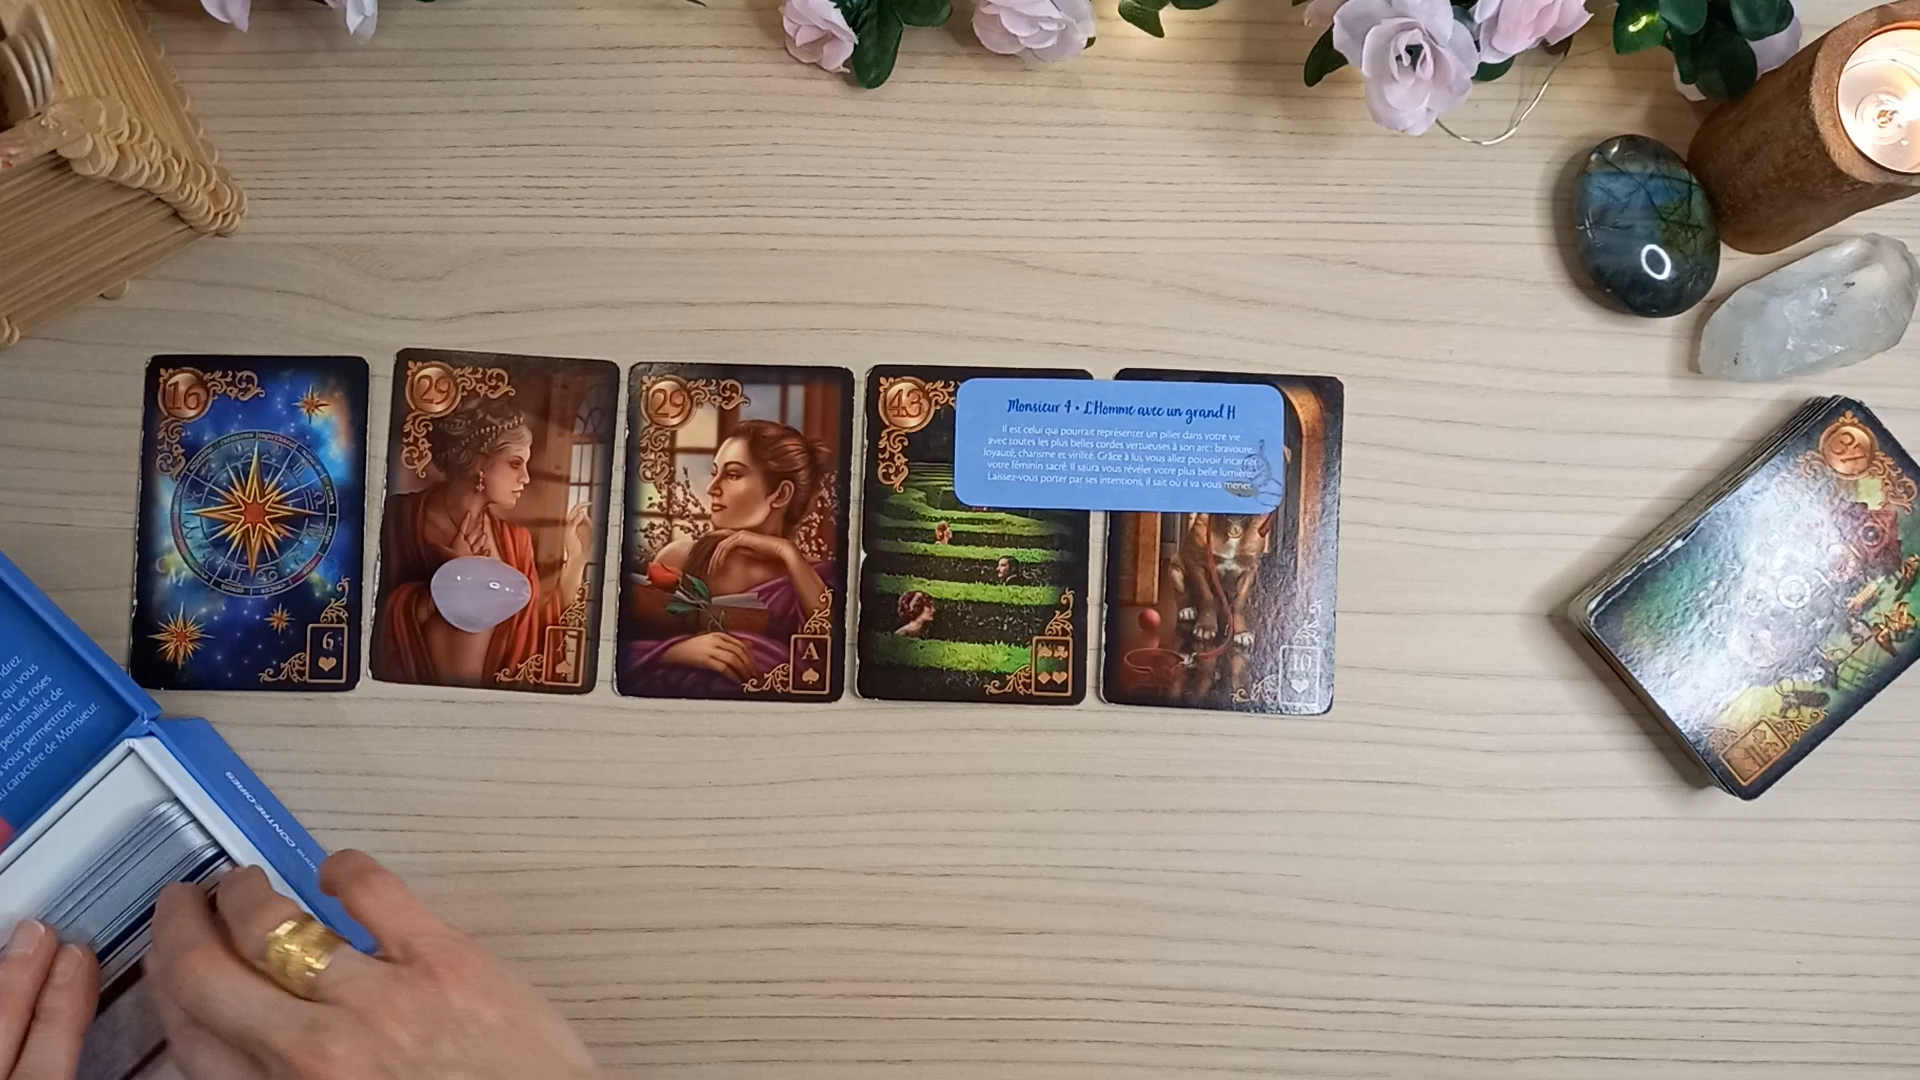 16
6
29
29
A
43
Monsieur 4 • L'Homme avec un grand H
Il est celui qui pourrait représenter un pilier dans votre vie
avec toutes les plus belles cordes vertueuses à son arc: bravoure,
loyauté, charisme et virilité. Grâce à lui, vous allez pouvoir incarner
votre féminin sacré. Il saura vous révéler votre plus belle lumière.
Laissez-vous porter par ses intentions, il sait où il va vous mener.
10
qui vous
Les roses
personnalité de
vous permettront
caractère de Monsieur.
CONTRE-DIRES